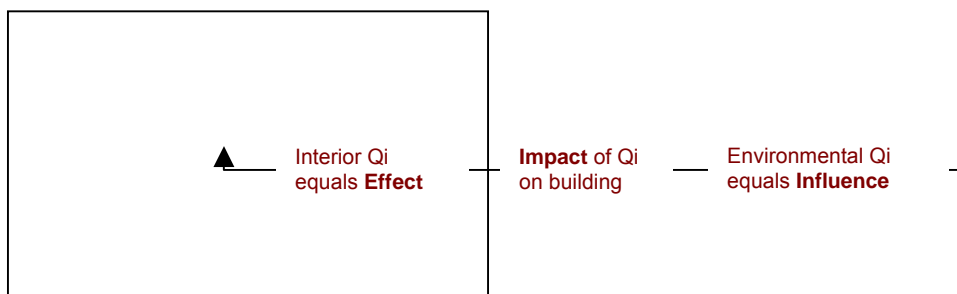 Interior Qi
equals Effect
Impact of Qi
on building
Environmental Qi
equals Influence